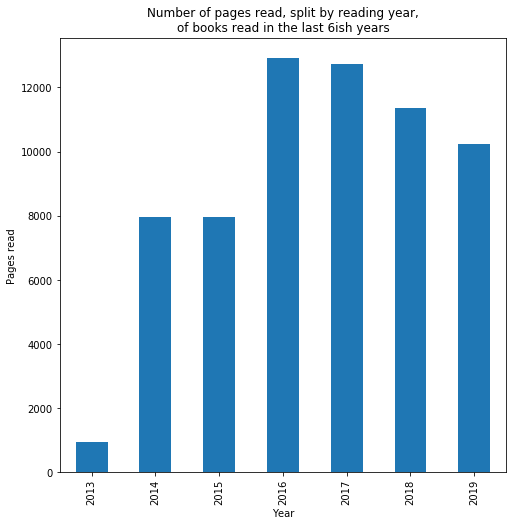 Number of pages read, split by reading year,
of books read in the last 6ish years
12000
10000
8000
6000
4000
2000
0
Pages read
2013 2014 2015 2016 2017 2018 2019
Year